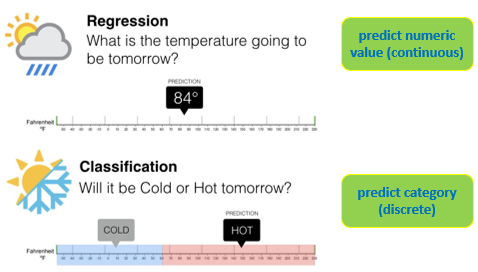 Regression
What is the temperature going to
be tomorrow?
predict numeric
value (continuous)
PREDICTION
84°
Fahrenheit
°F
Classification
Will it be Cold or Hot tomorrow?
predict category
(discrete)
PREDICTION
COLD
HOT
Fahrenheit
°F